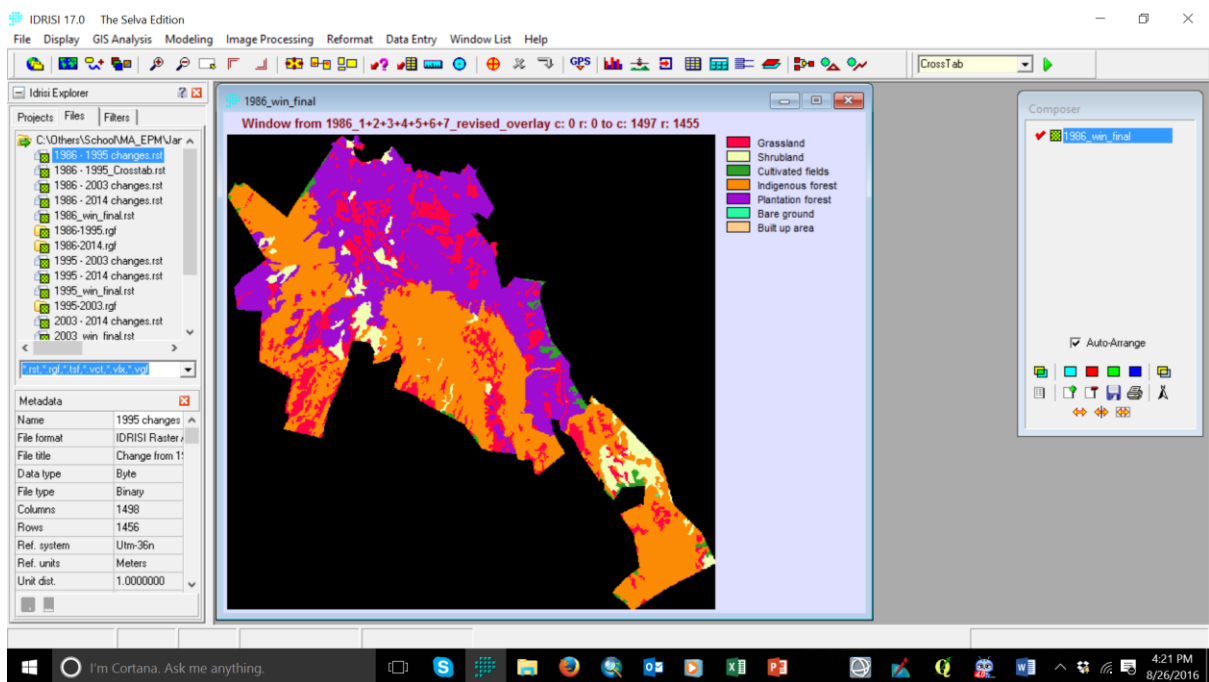 IDRISI 17.0 The Selva Edition
File Display GIS Analysis Modeling Image Processing Reformat Data Entry Window List Help
GPS
CrossTab
Idrisi Explorer
Projects Files Filters
C:\Others\School\MA_EPM\Jar
1986 - 1995 changes.rst
1986 - 1995_Crosstab.rst
1986 - 2003 changes.rst
1986 - 2014 changes.rst
1986_win_final.rst
1986-1995.rgf
1986-2014.rgf
1995 - 2003 changes.rst
1995 - 2014 changes.rst
1995_win_final.rst
1995-2003.rgf
2003 - 2014 changes.rst
2003 win final.rst
*.rst,*.rgf,*.tsf,*.vct,*.vlx,*.vgf
Metadata
Name 1995 changes
File format IDRISI Raster
File title Change from 1
Data type Byte
File type Binary
Columns 1498
Rows 1456
Ref. system Utm-36n
Ref. units Meters
Unit dist. 1.0000000
1986_win_final
Window from 1986_1+2+3+4+5+6+7_revised_overlay c: 0 r: 0 to c: 1497 r: 1455
Grassland
Shrubland
Cultivated fields
Indigenous forest
Plantation forest
Bare ground
Built up area
Composer
1986_win_final
Auto-Arrange
I'm Cortana. Ask me anything.
4:21 PM
8/26/2016